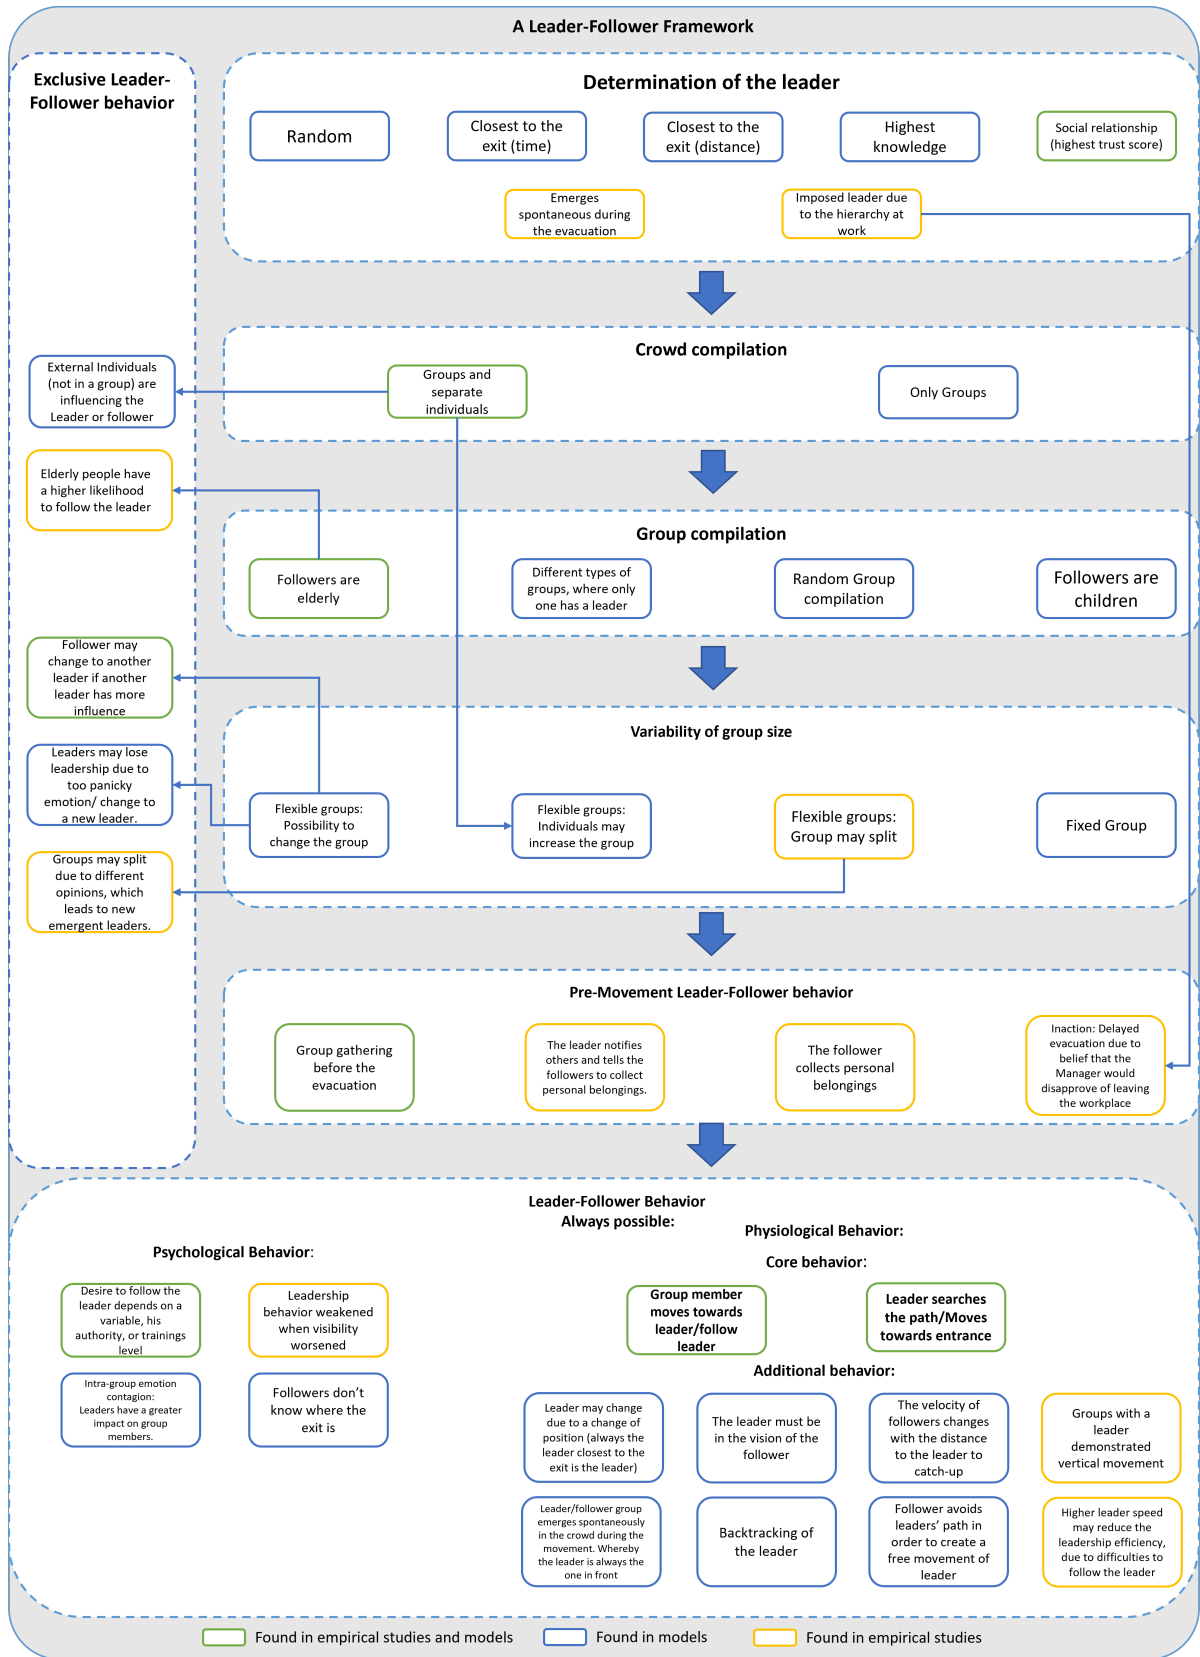 A Leader-Follower Framework
Exclusive Leader-
Follower behavior
Determination of the leader
Random
Closest to the
exit (time)
Closest to the
exit (distance)
Highest
knowledge
Social relationship
(highest trust score)
Emerges
spontaneous during
the evacuation
Imposed leader due
to the hierarchy at
work
Crowd compilation
Groups and
separate
individuals
Only Groups
External Individuals
(not in a group) are
influencing the
Leader or follower
Elderly people have
a higher likelihood
to follow the leader
Group compilation
Followers are
elderly
Different types of
groups, where only
one has a leader
Random Group
compilation
Followers are
children
Follower may
change to another
leader if another
leader has more
influence
Leaders may lose
leadership due to
too panicky
emotion/ change to
a new leader.
Groups may split
due to different
opinions, which
leads to new
emergent leaders.
Variability of group size
Flexible groups:
Possibility to
change the group
Flexible groups:
Individuals may
increase the group
Flexible groups:
Group may split
Fixed Group
Pre-Movement Leader-Follower behavior
Group gathering
before the
evacuation
The leader notifies
others and tells the
followers to collect
personal belongings.
The follower
collects personal
belongings
Inaction: Delayed
evacuation due to
belief that the
Manager would
disapprove of leaving
the workplace
Leader-Follower Behavior
Always possible:
Psychological Behavior:
Desire to follow the
leader depends on a
variable, his
authority, or trainings
level
Leadership
behavior weakened
when visibility
worsened
Intra-group emotion
contagion:
Leaders have a greater
impact on group
members.
Followers don't
know where the
exit is
Physiological Behavior:
Core behavior:
Group member
moves towards
leader/follow
leader
Leader searches
the path/Moves
towards entrance
Additional behavior:
Leader may change
due to a change of
position (always the
leader closest to the
exit is the leader)
The leader must be
in the vision of the
follower
The velocity of
followers changes
with the distance
to the leader to
catch-up
Groups with a
leader
demonstrated
vertical movement
Leader/follower group
emerges spontaneously
in the crowd during the
movement. Whereby
the leader is always the
one in front
Backtracking of
the leader
Follower avoids
leaders' path in
order to create a
free movement of
leader
Higher leader speed
may reduce the
leadership efficiency,
due to difficulties to
follow the leader
Found in empirical studies and models
Found in models
Found in empirical studies